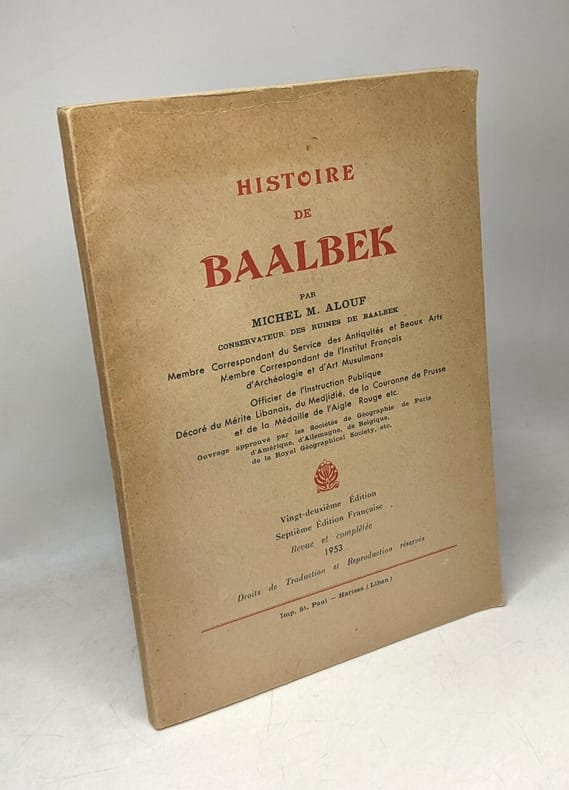 HISTOIRE
DE
BAALBEK
PAR
MICHEL M. ALOUF
CONSERVATEUR DES RUINES DE BAALBEK
Membre Correspondant du Service des Antiquités et Beaux Arts
Membre Correspondant de l'Institut Français
d'Archéologie et d'Art Musulmans
Officier de l'Instruction Publique
Décoré du Mérite Libanais, du Medjidié, de la Couronne de Prusse
et de la Médaille de l'Aigle Rouge etc.
Ouvrage approuvé par les Sociétés de Géographie de Paris
d'Amérique, d'Allemagne, de Belgique,
de la Royal Géographical Society, etc.
Vingt-deuxième Édition
Septième Édition Française
Revue et complétée
1953
Droits de Traduction et Reproduction réservés
Imp. St. Paul — Harissa (Liban)